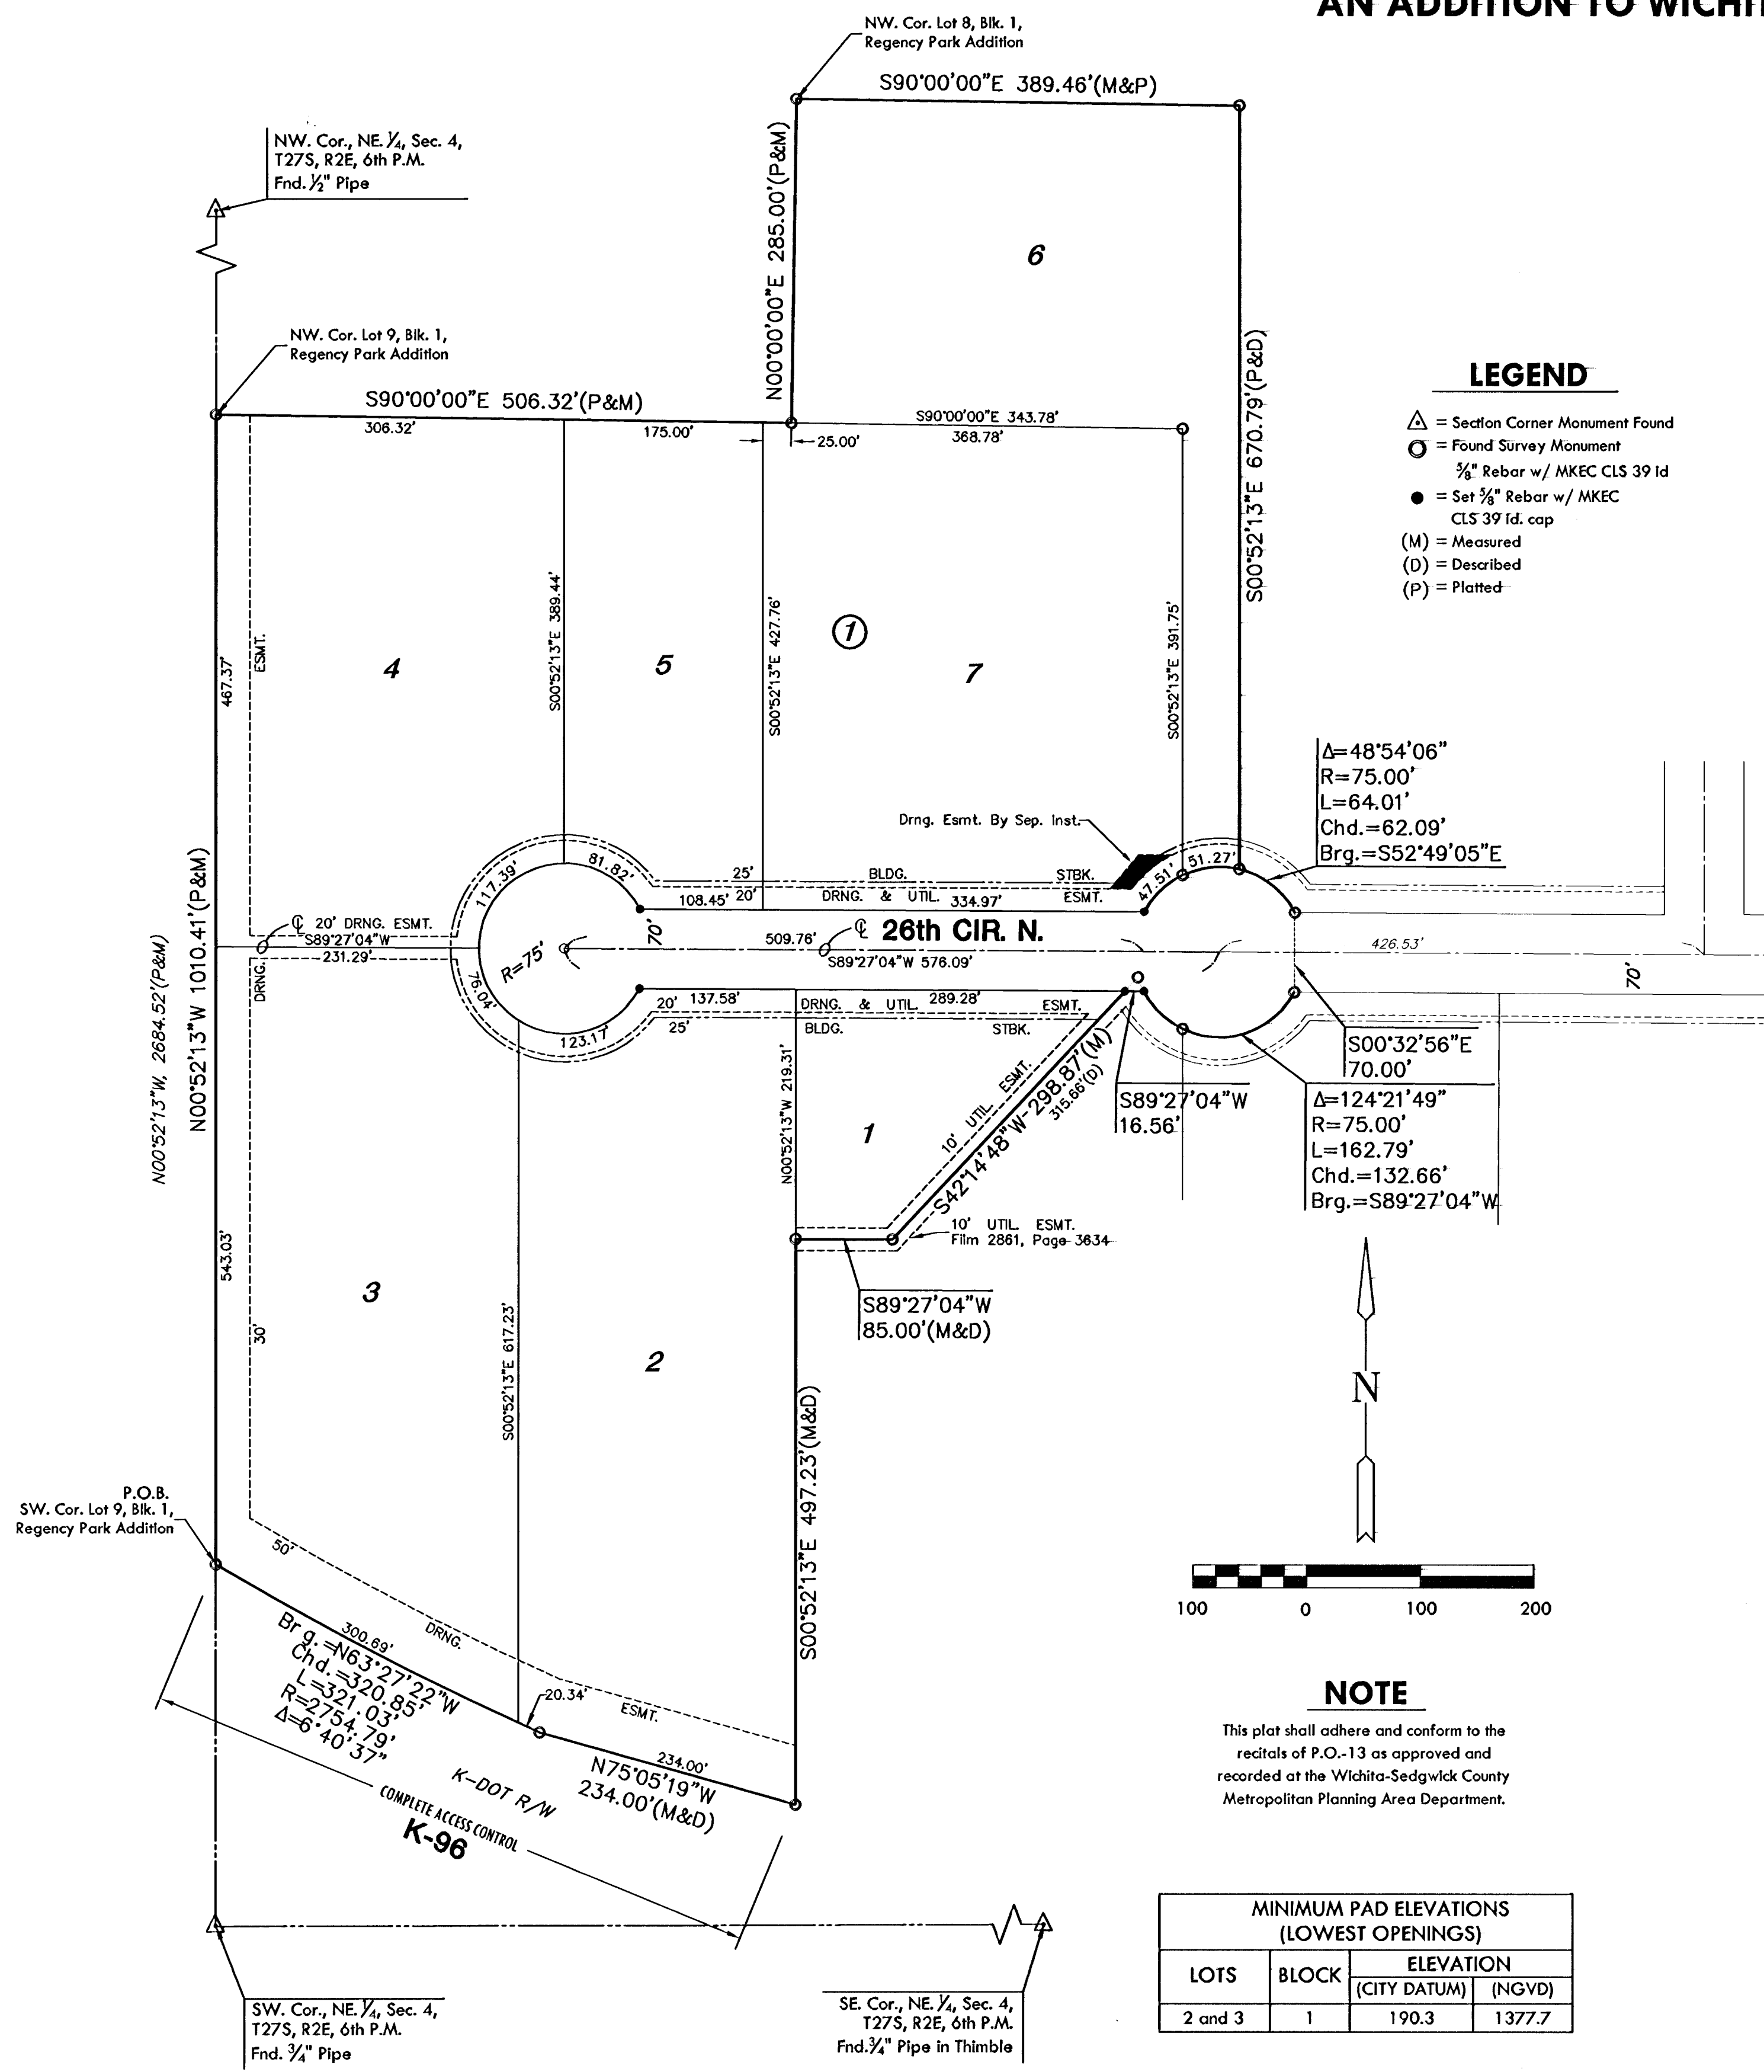 AN ADDITION TO WICHIT
NW. Cor. Lot 8, Blk. 1,
Regency Park Addition
S90°00'00"E 389.46'(M&P)
NW. Cor., NE.¼, Sec. 4,
T27S, R2E, 6th P.M.
Fnd. ½" Pipe
N00°00'00"E 285.00'(P&M)
6
NW. Cor. Lot 9, Blk. 1,
Regency Park Addition
S90°00'00"E 506.32'(P&M)
306.32'
175.00'
25.00'
S90°00'00"E 343.78'
368.78'
S00°52'13"E 670.79'(P&D)
LEGEND
= Section Corner Monument Found
= Found Survey Monument
⅝" Rebar w/ MKEC CLS 39 id
= Set ⅝" Rebar w/ MKEC
CLS 39 id. cap
(M) = Measured
(D) = Described
(P) = Platted
467.37'
ESMT.
4
S00°52'13"E 389.44'
5
S00°52'13"E 427.76'
1
7
S00°52'13"E 391.75'
Δ=48°54'06"
R=75.00'
L=64.01'
Chd.=62.09'
Brg.=S52°49'05"E
Drng. Esmt. By Sep. Inst.
117.39'
81.82'
25'
BLDG.
STBK.
108.45'
20'
DRNG. & UTIL.
334.97'
ESMT.
47.51'
51.27'
N00°52'13"W, 2684.52'(P&M)
N00°52'13"W 1010.41'(P&M)
℄ 20' DRNG. ESMT.
S89°27'04"W
231.29'
DRNG.
R=75'
70'
509.76'
℄ 26th CIR. N.
S89°27'04"W 576.09'
426.53'
70'
76.04'
123.17'
20'
137.58'
DRNG. & UTIL.
289.28'
ESMT.
25'
BLDG.
STBK.
S00°32'56"E
70.00'
S89°27'04"W
16.56'
Δ=124°21'49"
R=75.00'
L=162.79'
Chd.=132.66'
Brg.=S89°27'04"W
N00°52'13"W 219.31'
1
10' UTIL. ESMT.
S42°14'48"W-298.87'(M)
315.66'(D)
10' UTIL. ESMT.
Film 2861, Page 3634
S89°27'04"W
85.00'(M&D)
543.03'
3
30'
S00°52'13"E 617.23'
2
S00°52'13"E 497.23'(M&D)
N
P.O.B.
SW. Cor. Lot 9, Blk. 1,
Regency Park Addition
50'
DRNG.
ESMT.
300.69'
Brg.=N63°27'22"W
Chd.=320.85'
L=321.03'
R=2754.79'
Δ=6°40'37"
20.34'
234.00'
N75°05'19"W
234.00'(M&D)
K-DOT R/W
COMPLETE ACCESS CONTROL
K-96
100 0 100 200
NOTE
This plat shall adhere and conform to the
recitals of P.O.-13 as approved and
recorded at the Wichita-Sedgwick County
Metropolitan Planning Area Department.
MINIMUM PAD ELEVATIONS
(LOWEST OPENINGS)
LOTS BLOCK ELEVATION
(CITY DATUM) (NGVD)
2 and 3 1 190.3 1377.7
SW. Cor., NE.¼, Sec. 4,
T27S, R2E, 6th P.M.
Fnd. ¾" Pipe
SE. Cor., NE.¼, Sec. 4,
T27S, R2E, 6th P.M.
Fnd.¾" Pipe in Thimble